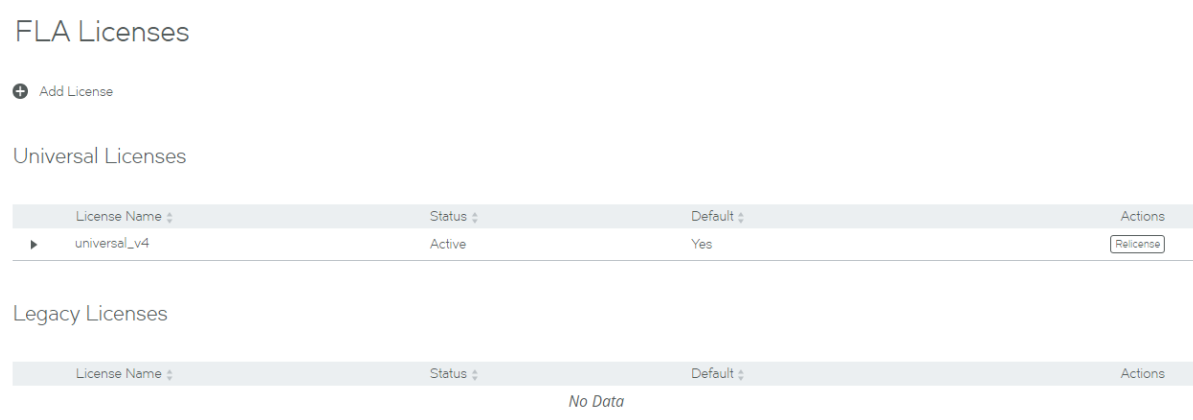 FLA Licenses
Add License
Universal Licenses
License Name Status Default Actions
universal_v4 Active Yes Relicense
Legacy Licenses
License Name Status Default Actions
No Data